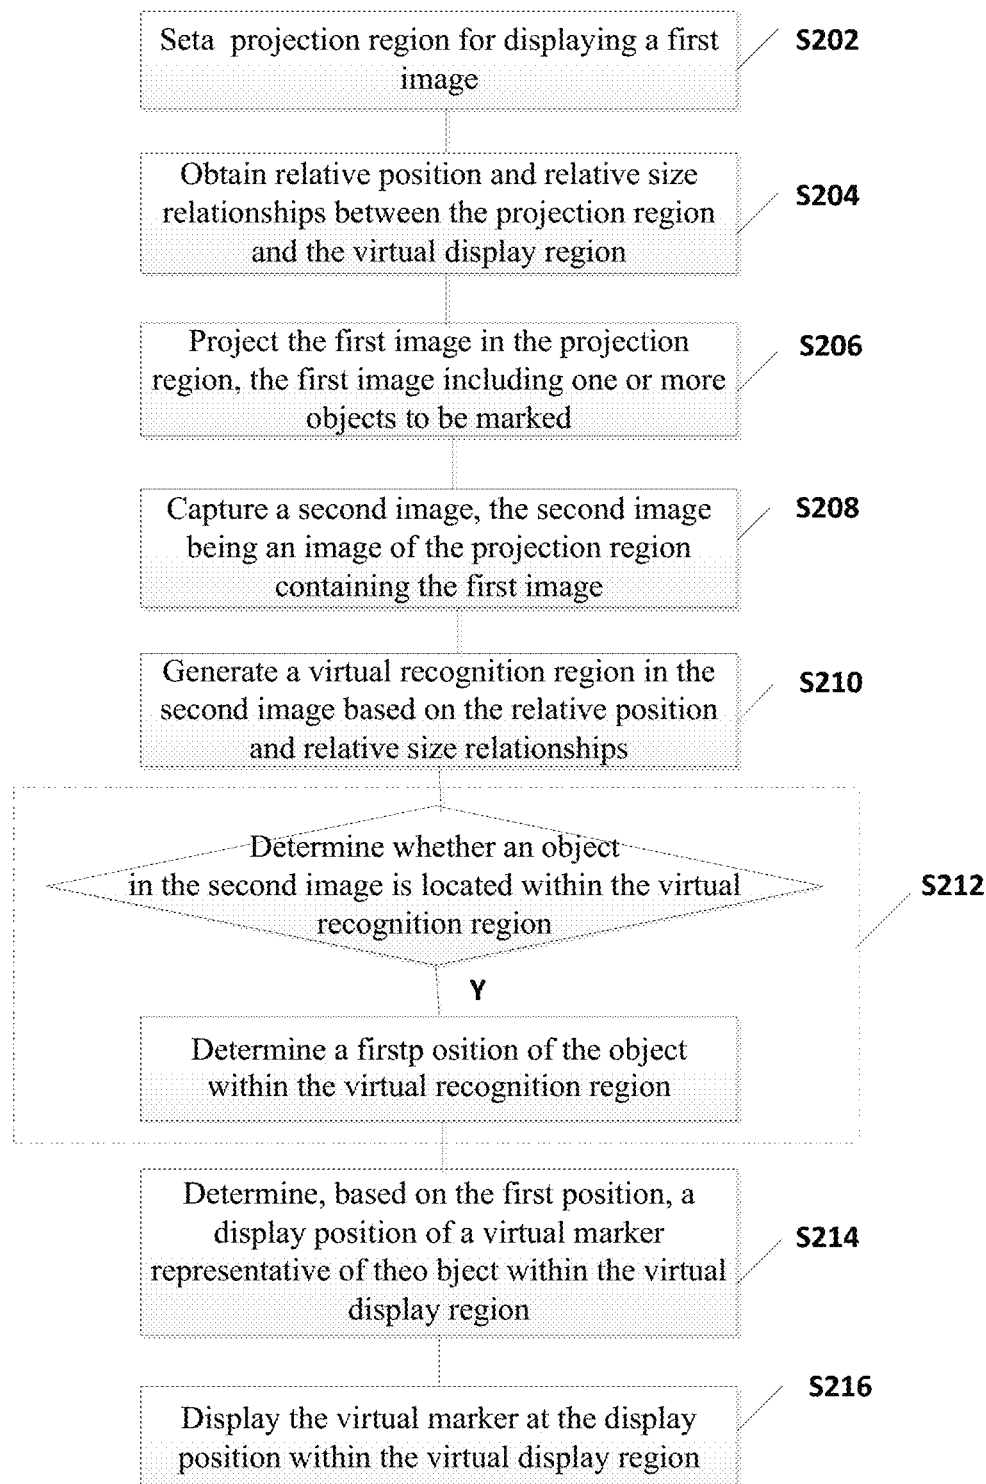 Seta projection region for displaying a first
image
S202
Obtain relative position and relative size
relationships between the projection region
and the virtual display region
S204
Project the first image in the projection
region, the first image including one or more
objects to be marked
S206
Capture a second image, the second image
being an image of the projection region
containing the first image
S208
Generate a virtual recognition region in the
second image based on the relative position
and relative size relationships
S210
Determine whether an object
in the second image is located within the virtual
recognition region
S212
Y
Determine a firstp osition of the object
within the virtual recognition region
Determine, based on the first position, a
display position of a virtual marker
representative of theo bject within the virtual
display region
S214
Display the virtual marker at the display
position within the virtual display region
S216